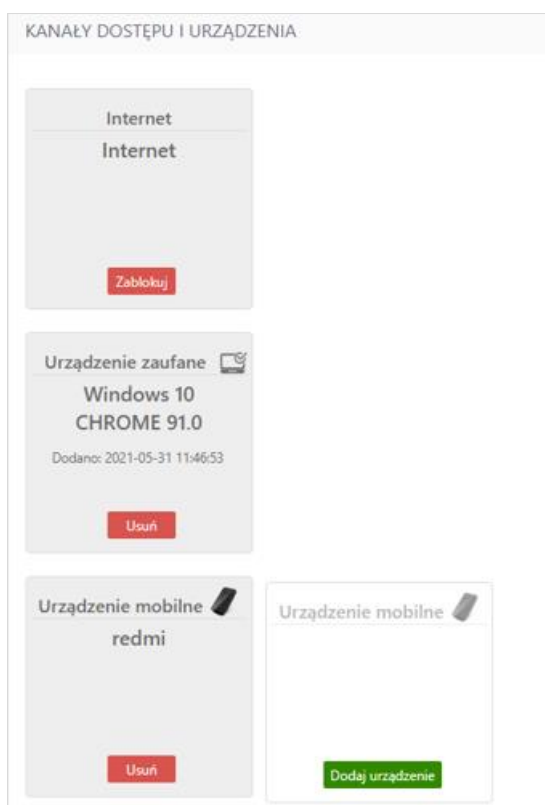 KANAŁY DOSTĘPU I URZĄDZENIA
Internet
Internet
Zablokuj
Urządzenie zaufane
Windows 10
CHROME 91.0
Dodano: 2021-05-31 11:46:53
Usuń
Urządzenie mobilne
redmi
Usuń
Urządzenie mobilne
Dodaj urządzenie